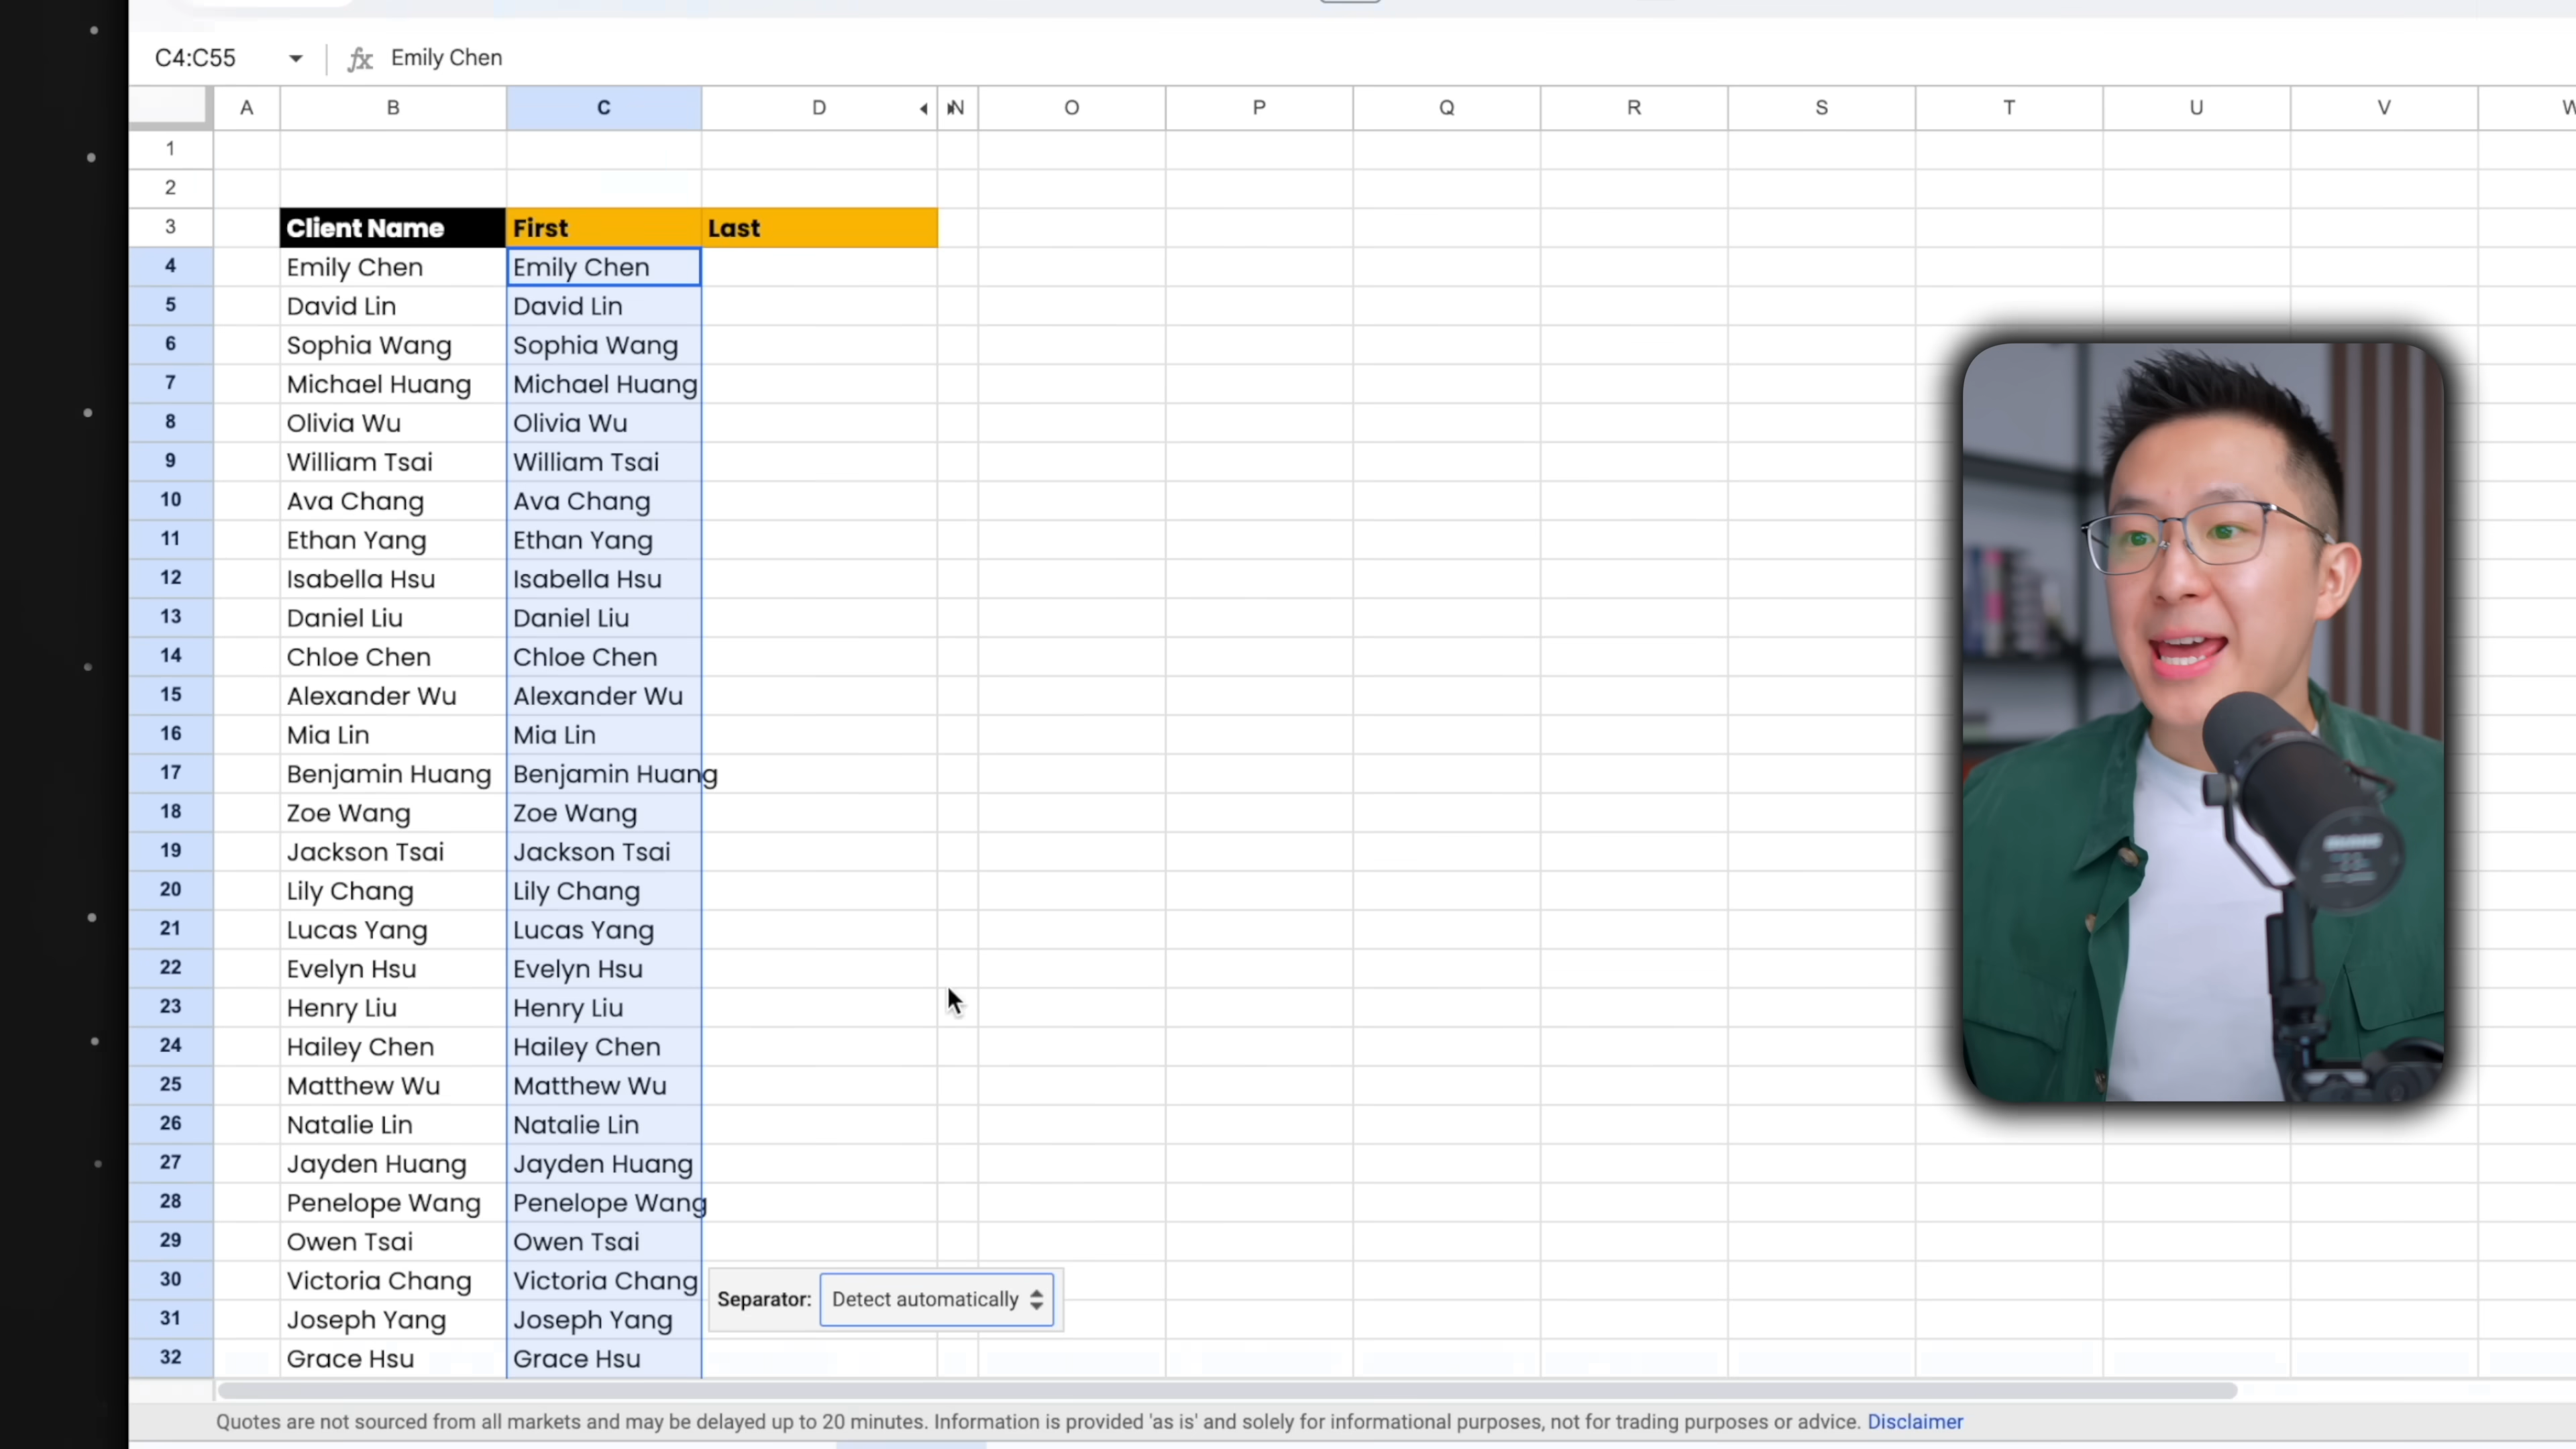 C4:C55 fx Emily Chen
A B C D N O P Q R S T U V W
1
2
3 Client Name First Last
4 Emily Chen Emily Chen
5 David Lin David Lin
6 Sophia Wang Sophia Wang
7 Michael Huang Michael Huang
8 Olivia Wu Olivia Wu
9 William Tsai William Tsai
10 Ava Chang Ava Chang
11 Ethan Yang Ethan Yang
12 Isabella Hsu Isabella Hsu
13 Daniel Liu Daniel Liu
14 Chloe Chen Chloe Chen
15 Alexander Wu Alexander Wu
16 Mia Lin Mia Lin
17 Benjamin Huang Benjamin Huang
18 Zoe Wang Zoe Wang
19 Jackson Tsai Jackson Tsai
20 Lily Chang Lily Chang
21 Lucas Yang Lucas Yang
22 Evelyn Hsu Evelyn Hsu
23 Henry Liu Henry Liu
24 Hailey Chen Hailey Chen
25 Matthew Wu Matthew Wu
26 Natalie Lin Natalie Lin
27 Jayden Huang Jayden Huang
28 Penelope Wang Penelope Wang
29 Owen Tsai Owen Tsai
30 Victoria Chang Victoria Chang Separator: Detect automatically
31 Joseph Yang Joseph Yang
32 Grace Hsu Grace Hsu
Quotes are not sourced from all markets and may be delayed up to 20 minutes. Information is provided 'as is' and solely for informational purposes, not for trading purposes or advice. Disclaimer